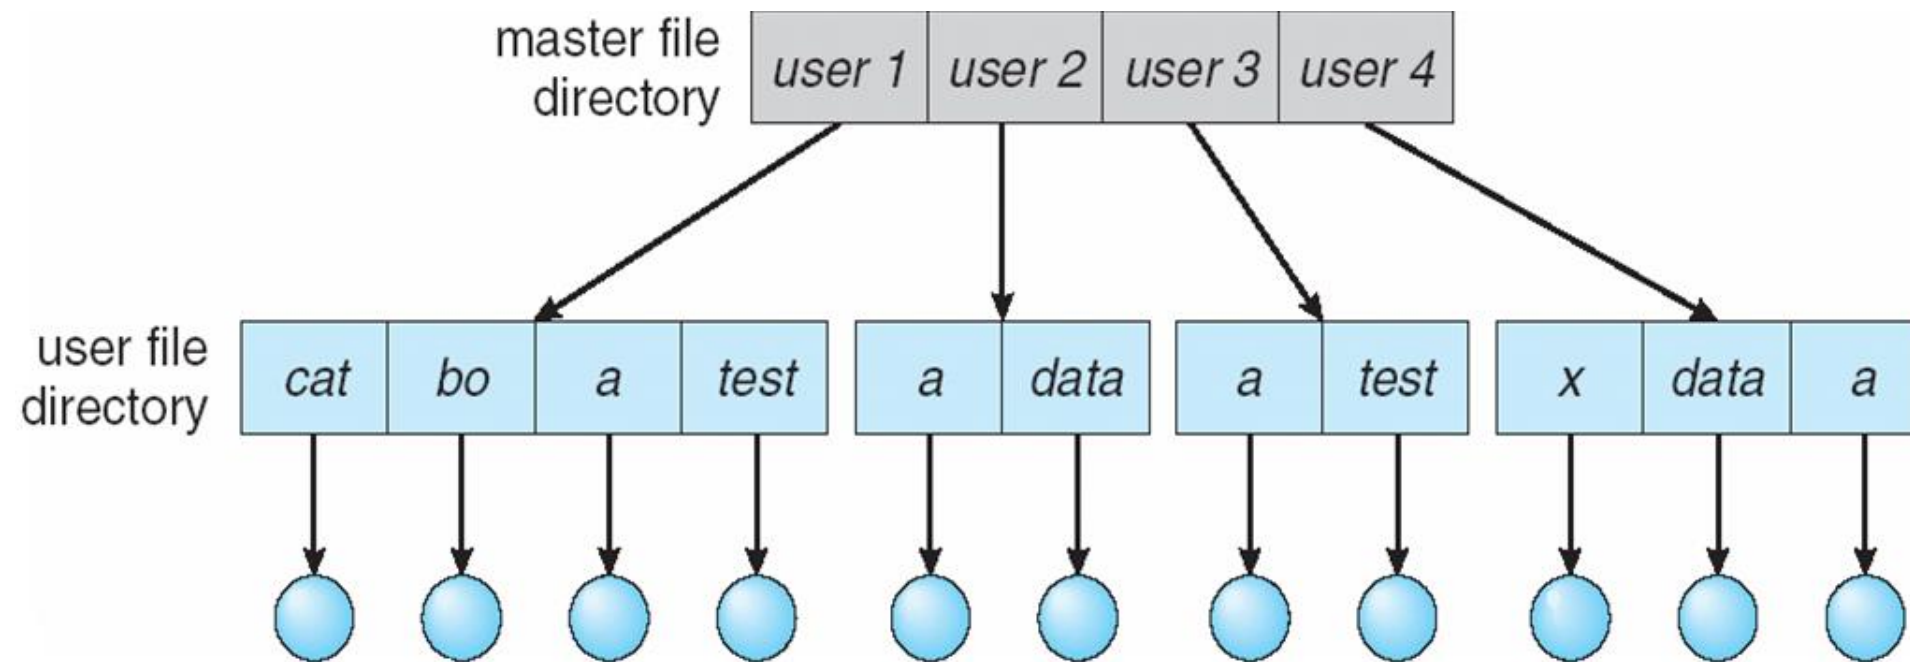 master file
directory
user 1 user 2 user 3 user 4
user file
directory
cat bo a test a data a test x data a